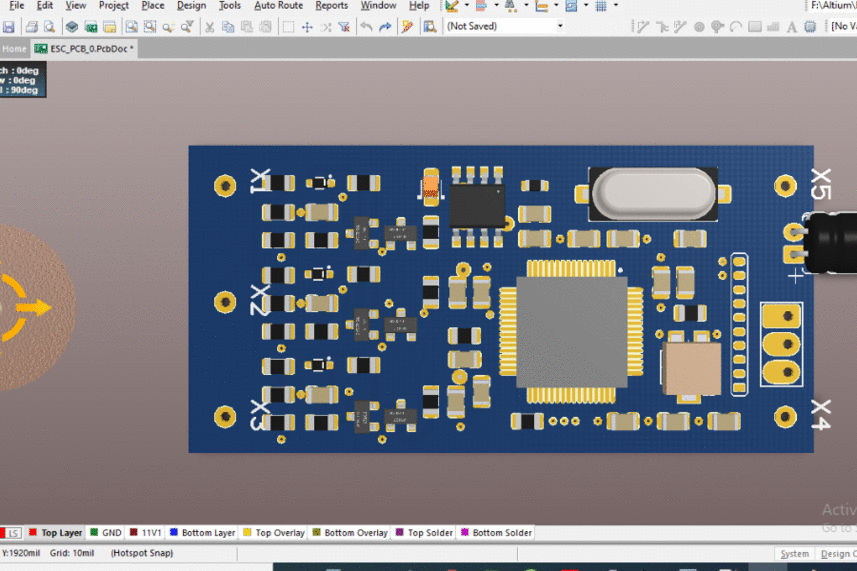 File Edit View Project Place Design Tools Auto Route Reports Window Help
F:\Altium\
(Not Saved)
[No Va
Home ESC_PCB_0.PcbDoc *
ch : 0deg
w : 0deg
l : 90deg
X1
X5
X2
X3
X4
Activ
Go to
LS Top Layer GND 11V1 Bottom Layer Top Overlay Bottom Overlay Top Solder Bottom Solder
Y:1920mil Grid: 10mil (Hotspot Snap)
System Design C